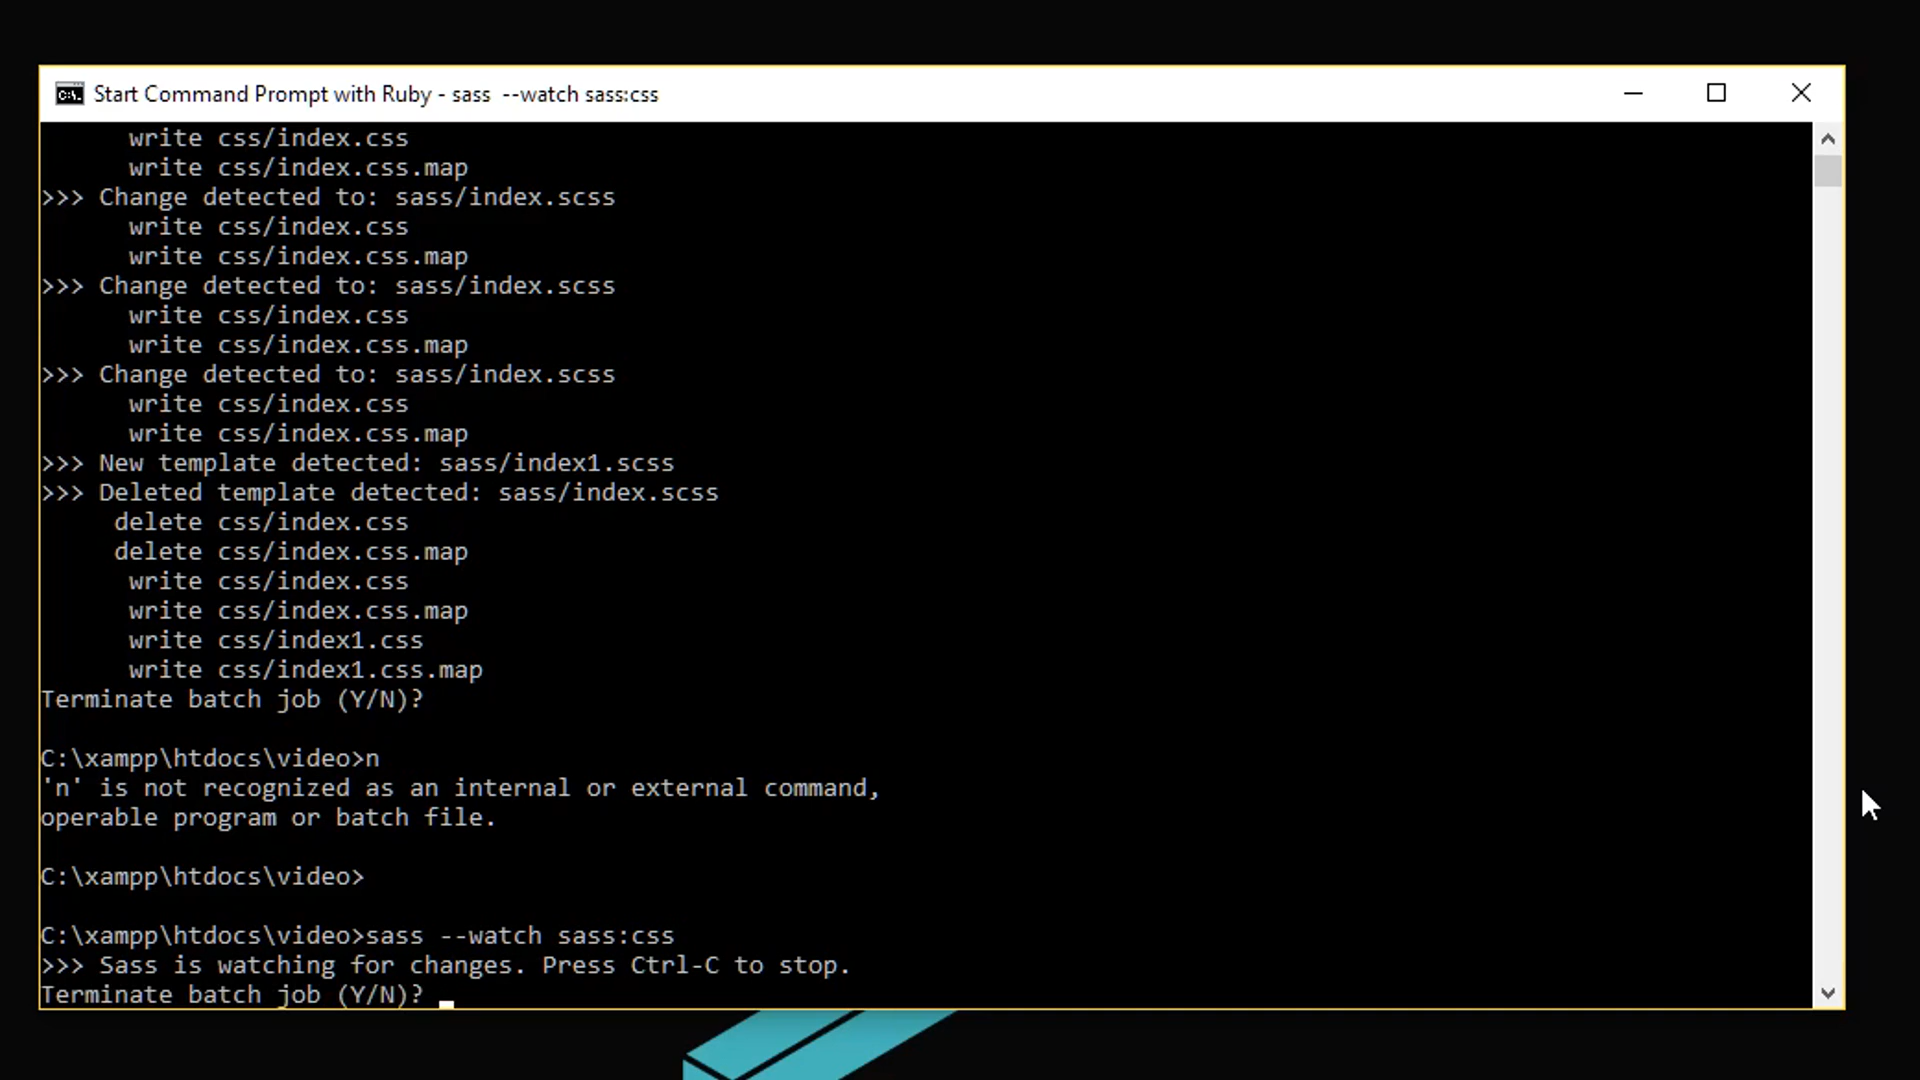 Start Command Prompt with Ruby - sass  --watch sass:css
write css/index.css
write css/index.css.map
>>> Change detected to: sass/index.scss
write css/index.css
write css/index.css.map
>>> Change detected to: sass/index.scss
write css/index.css
write css/index.css.map
>>> Change detected to: sass/index.scss
write css/index.css
write css/index.css.map
>>> New template detected: sass/index1.scss
>>> Deleted template detected: sass/index.scss
delete css/index.css
delete css/index.css.map
write css/index.css
write css/index.css.map
write css/index1.css
write css/index1.css.map
Terminate batch job (Y/N)?
C:\xampp\htdocs\video>n
'n' is not recognized as an internal or external command,
operable program or batch file.
C:\xampp\htdocs\video>
C:\xampp\htdocs\video>sass --watch sass:css
>>> Sass is watching for changes. Press Ctrl-C to stop.
Terminate batch job (Y/N)?